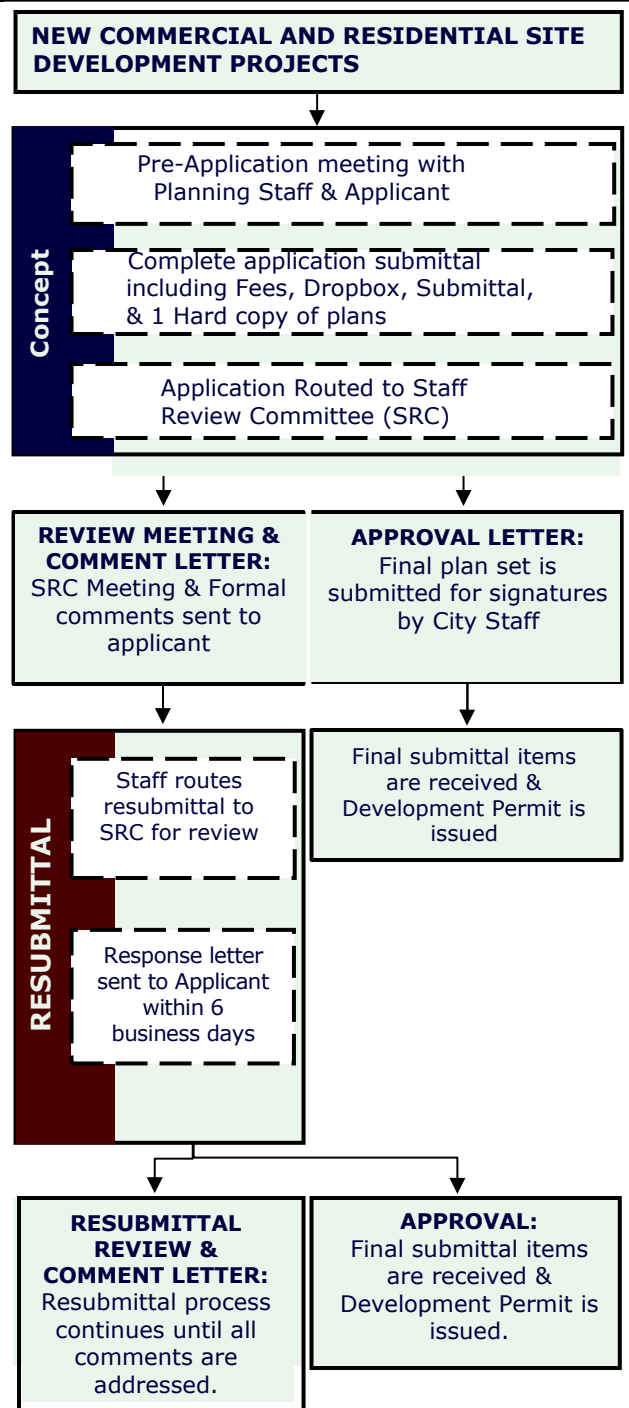 NEW COMMERCIAL AND RESIDENTIAL SITE
DEVELOPMENT PROJECTS
Concept
Pre-Application meeting with
Planning Staff & Applicant
Complete application submittal
including Fees, Dropbox, Submittal,
& 1 Hard copy of plans
Application Routed to Staff
Review Committee (SRC)
REVIEW MEETING &
COMMENT LETTER:
SRC Meeting & Formal
comments sent to
applicant
APPROVAL LETTER:
Final plan set is
submitted for signatures
by City Staff
RESUBMITTAL
Staff routes
resubmittal to
SRC for review
Response letter
sent to Applicant
within 6
business days
Final submittal items
are received &
Development Permit is
issued
RESUBMITTAL
REVIEW &
COMMENT LETTER:
Resubmittal process
continues until all
comments are
addressed.
APPROVAL:
Final submittal items
are received &
Development Permit is
issued.